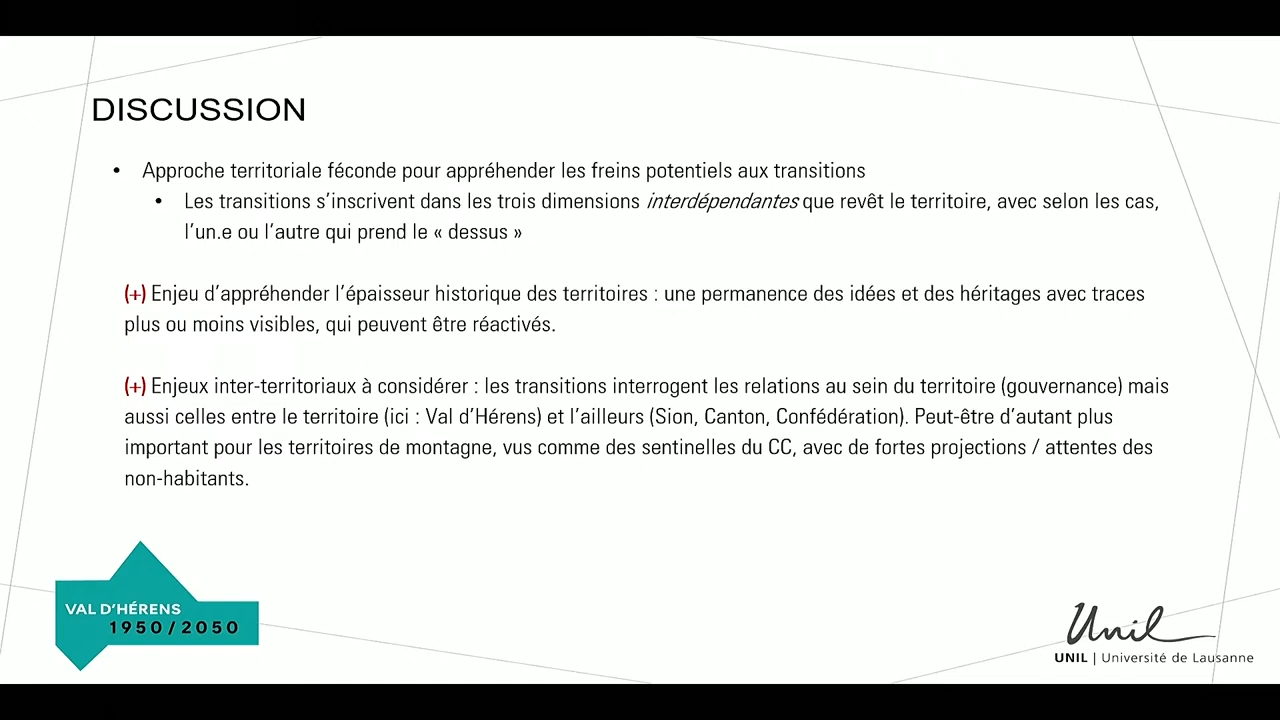 DISCUSSION
• Approche territoriale féconde pour appréhender les freins potentiels aux transitions
• Les transitions s'inscrivent dans les trois dimensions interdépendantes que revêt le territoire, avec selon les cas,
l'un.e ou l'autre qui prend le « dessus »
(+) Enjeu d'appréhender l'épaisseur historique des territoires : une permanence des idées et des héritages avec traces
plus ou moins visibles, qui peuvent être réactivés.
(+) Enjeux inter-territoriaux à considérer : les transitions interrogent les relations au sein du territoire (gouvernance) mais
aussi celles entre le territoire (ici : Val d'Hérens) et l'ailleurs (Sion, Canton, Confédération). Peut-être d'autant plus
important pour les territoires de montagne, vus comme des sentinelles du CC, avec de fortes projections / attentes des
non-habitants.
VAL D'HÉRENS
1950/2050
Unil
UNIL | Université de Lausanne